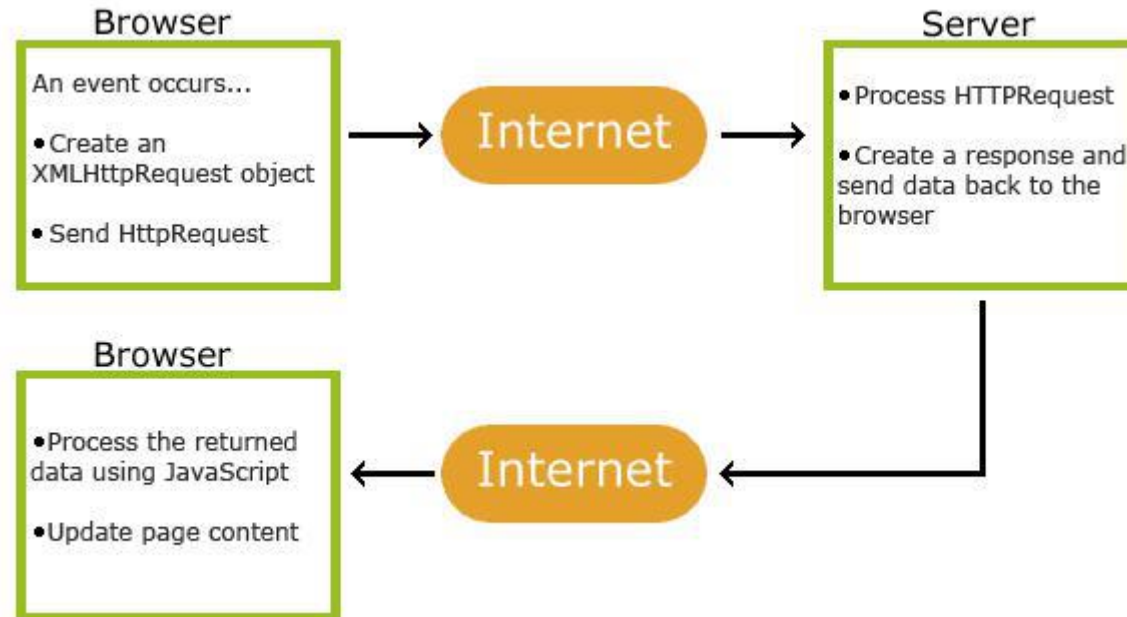 Browser
An event occurs...
•Create an
XMLHttpRequest object
• Send HttpRequest
Internet
Server
•Process HTTPRequest
•Create a response and
send data back to the
browser
Browser
•Process the returned
data using JavaScript
•Update page content
Internet